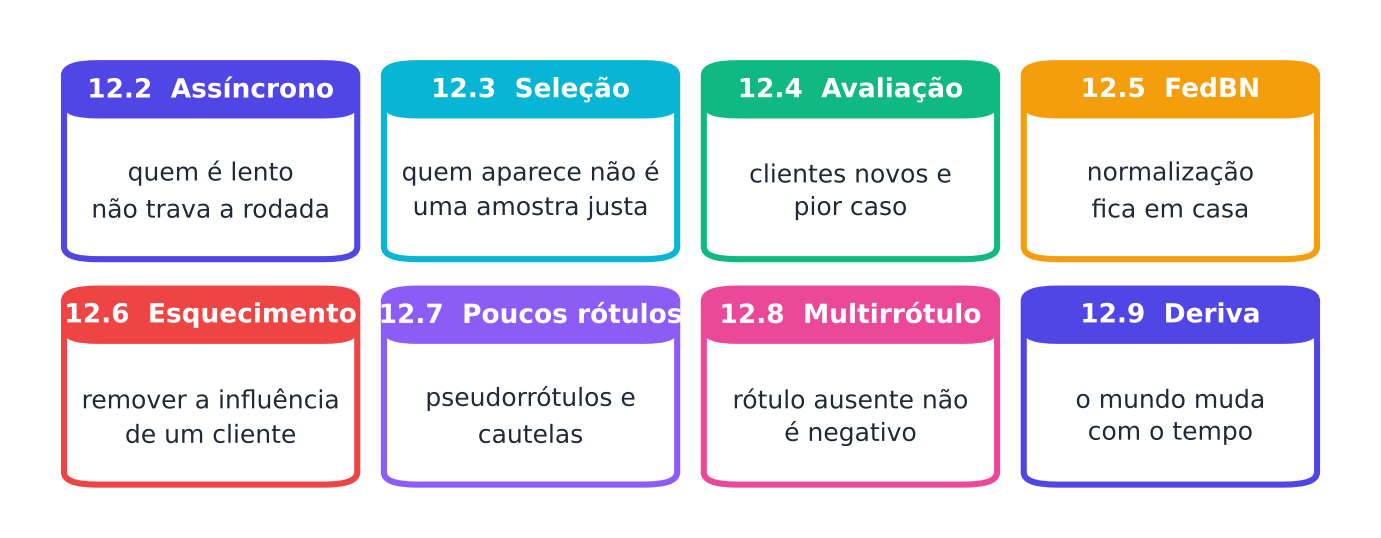 12.2 Assíncrono
quem é lento
não trava a rodada
12.3 Seleção
quem aparece não é
uma amostra justa
12.4 Avaliação
clientes novos e
pior caso
12.5 FedBN
normalização
fica em casa
12.6 Esquecimento
remover a influência
de um cliente
12.7 Poucos rótulos
pseudorrótulos e
cautelas
12.8 Multirrótulo
rótulo ausente não
é negativo
12.9 Deriva
o mundo muda
com o tempo